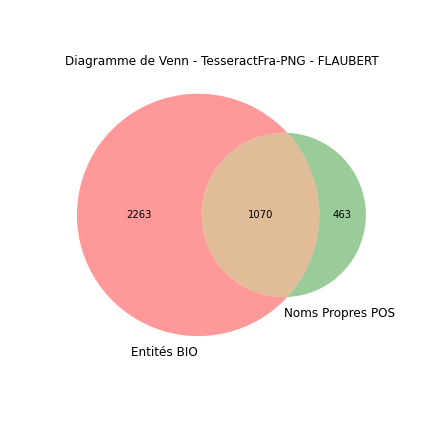 Diagramme de Venn - TesseractFra-PNG - FLAUBERT
2263
1070
463
Noms Propres POS
Entités BIO